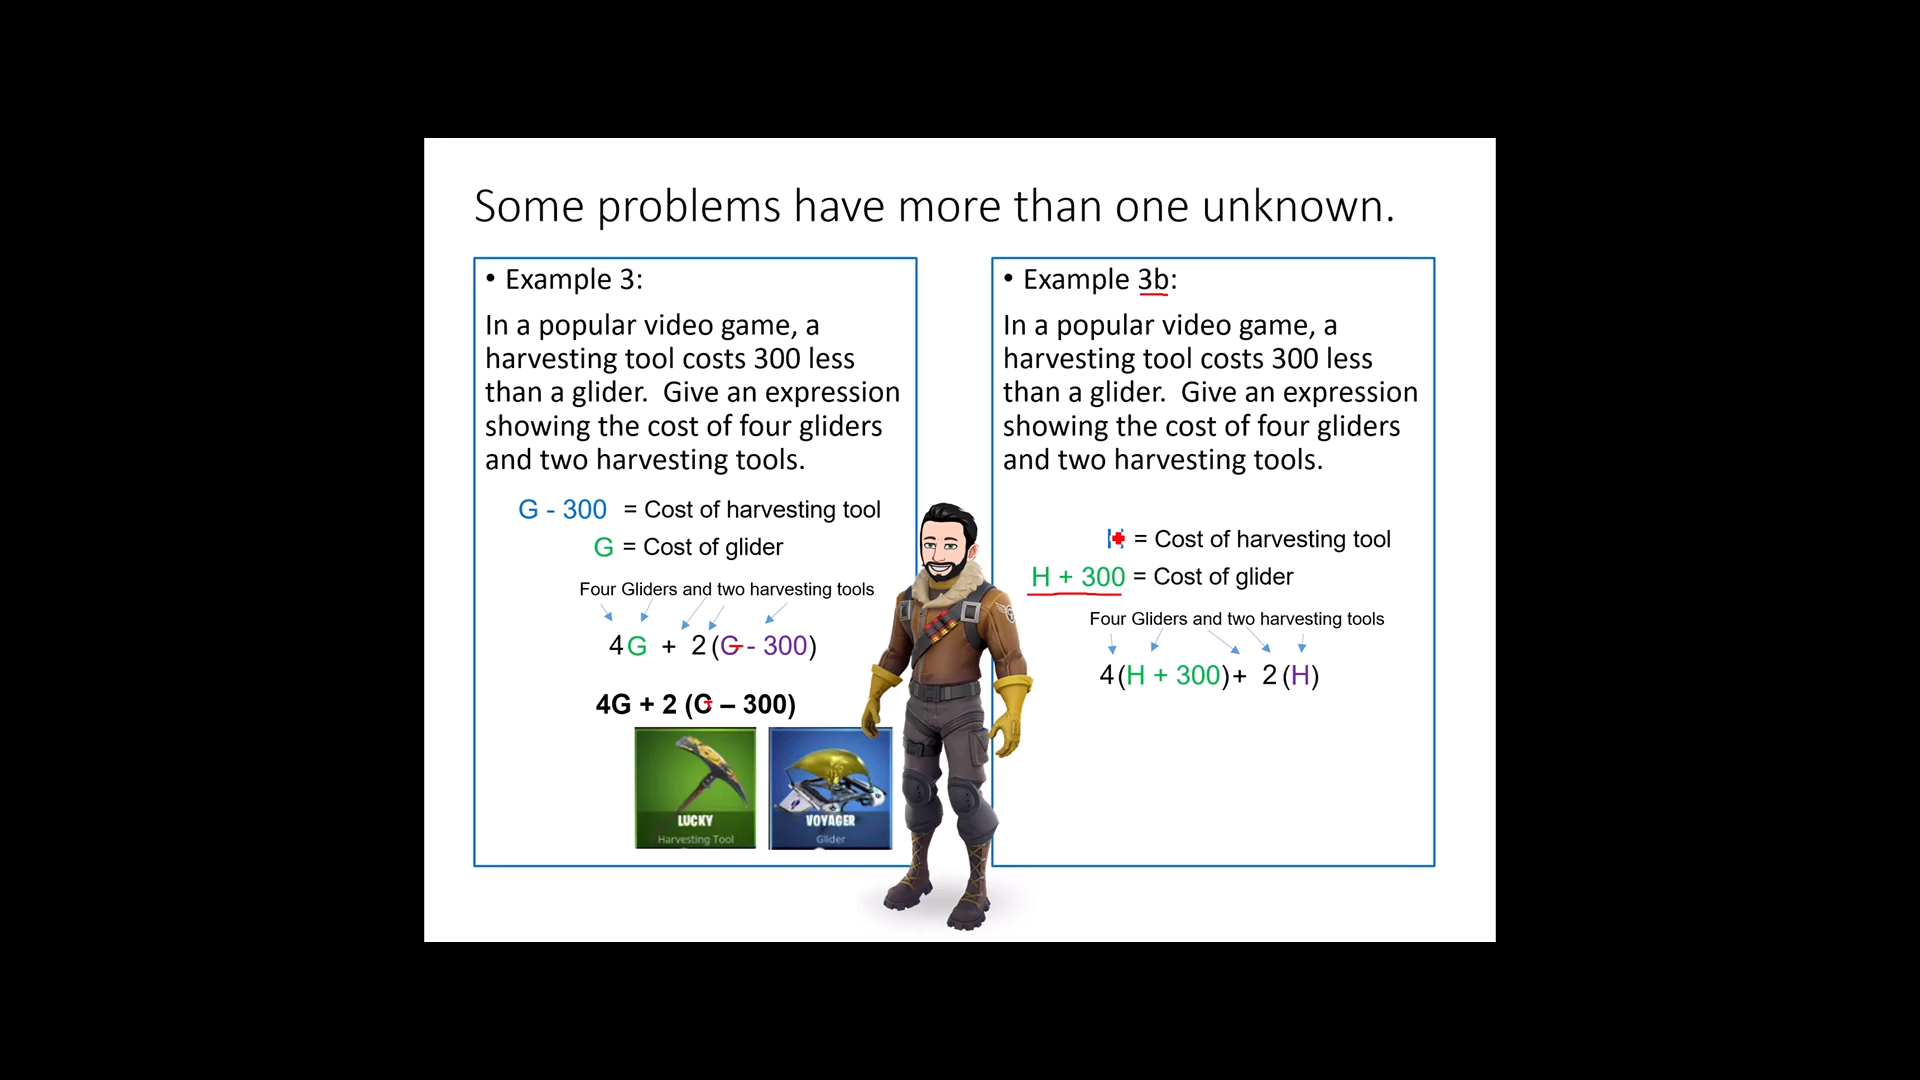 Some problems have more than one unknown.
• Example 3:
In a popular video game, a
harvesting tool costs 300 less
than a glider.  Give an expression
showing the cost of four gliders
and two harvesting tools.
G - 300 = Cost of harvesting tool
G = Cost of glider
Four Gliders and two harvesting tools
4G + 2(G - 300)
4G + 2 (G – 300)
LUCKY
Harvesting Tool
VOYAGER
Glider
• Example 3b:
In a popular video game, a
harvesting tool costs 300 less
than a glider.  Give an expression
showing the cost of four gliders
and two harvesting tools.
H = Cost of harvesting tool
H + 300 = Cost of glider
Four Gliders and two harvesting tools
4(H + 300)+ 2(H)